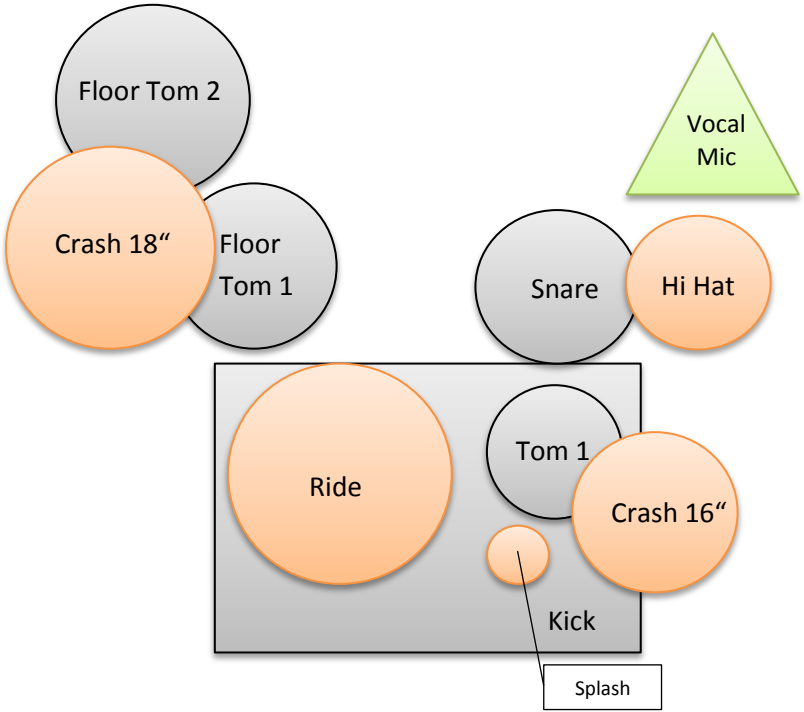 Floor Tom 2
Vocal
Mic
Crash 18“
Floor
Tom 1
Snare
Hi Hat
Tom 1
Ride
Crash 16“
Kick
Splash